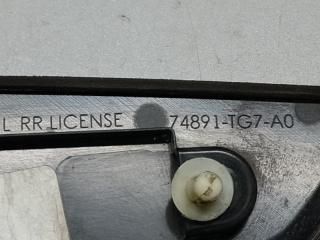 L RR LICENSE 74891-TG7-A0